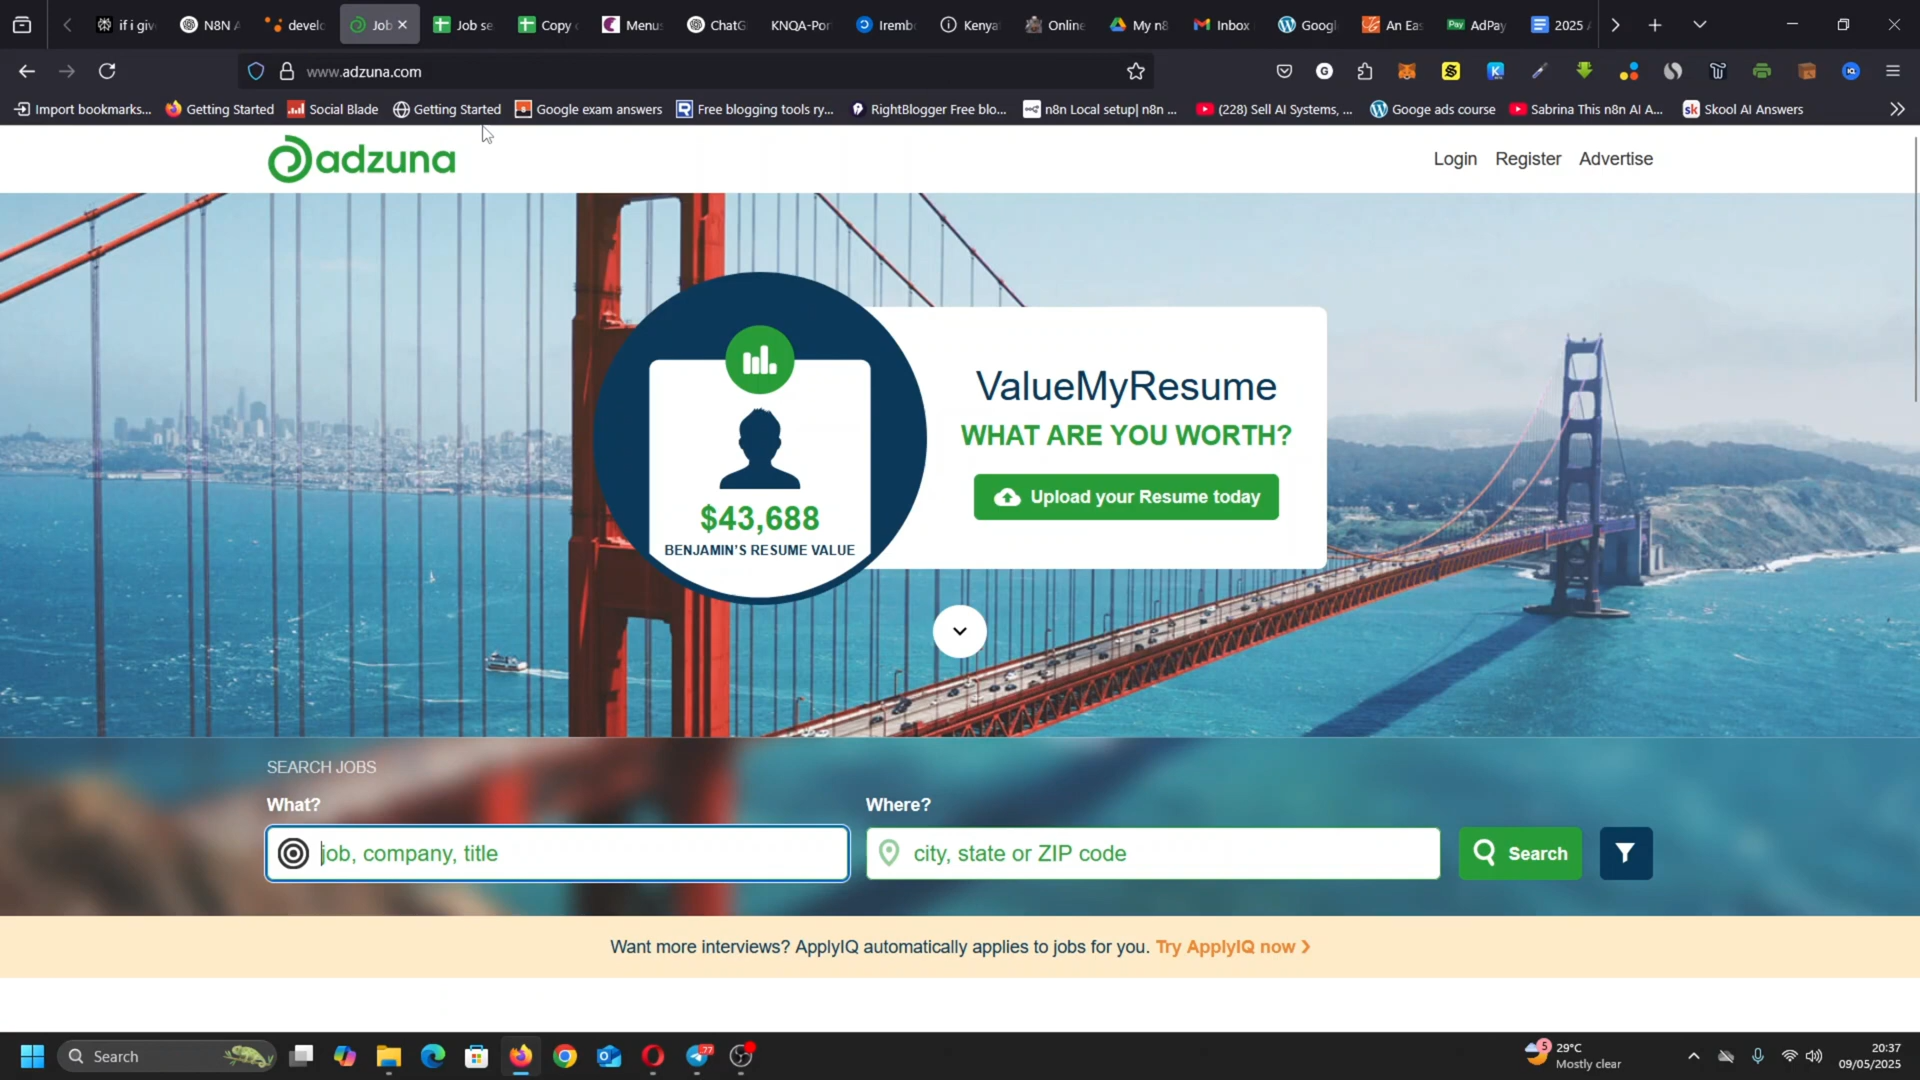 if i giv
N8N A
develo
Job
Job se
Copy
Menu
ChatG
KNQA-Por
Irembo
Kenya
Online
My n8
Inbox
Googl
An Eas
Pay AdPay
2025
www.adzuna.com
Import bookmarks...
Getting Started
Social Blade
Getting Started
Google exam answers
Free blogging tools ry...
RightBlogger Free blo...
n8n Local setup| n8n ...
(228) Sell AI Systems, ...
Googe ads course
Sabrina This n8n AI A...
sk Skool AI Answers
adzuna
Login Register Advertise
ValueMyResume
WHAT ARE YOU WORTH?
Upload your Resume today
$43,688
BENJAMIN'S RESUME VALUE
SEARCH JOBS
What?
Where?
job, company, title
city, state or ZIP code
Search
Want more interviews? ApplyIQ automatically applies to jobs for you. Try ApplyIQ now
Search
77
5
29°C
Mostly clear
20:37
09/05/2025